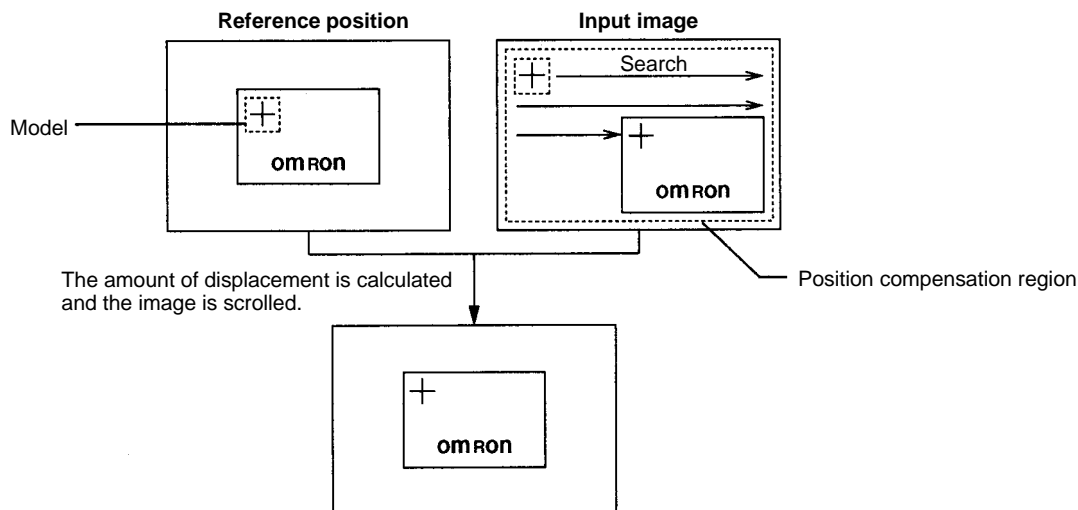 Reference position
Input image
Search
Model
omRon
omRon
The amount of displacement is calculated
and the image is scrolled.
Position compensation region
omRon